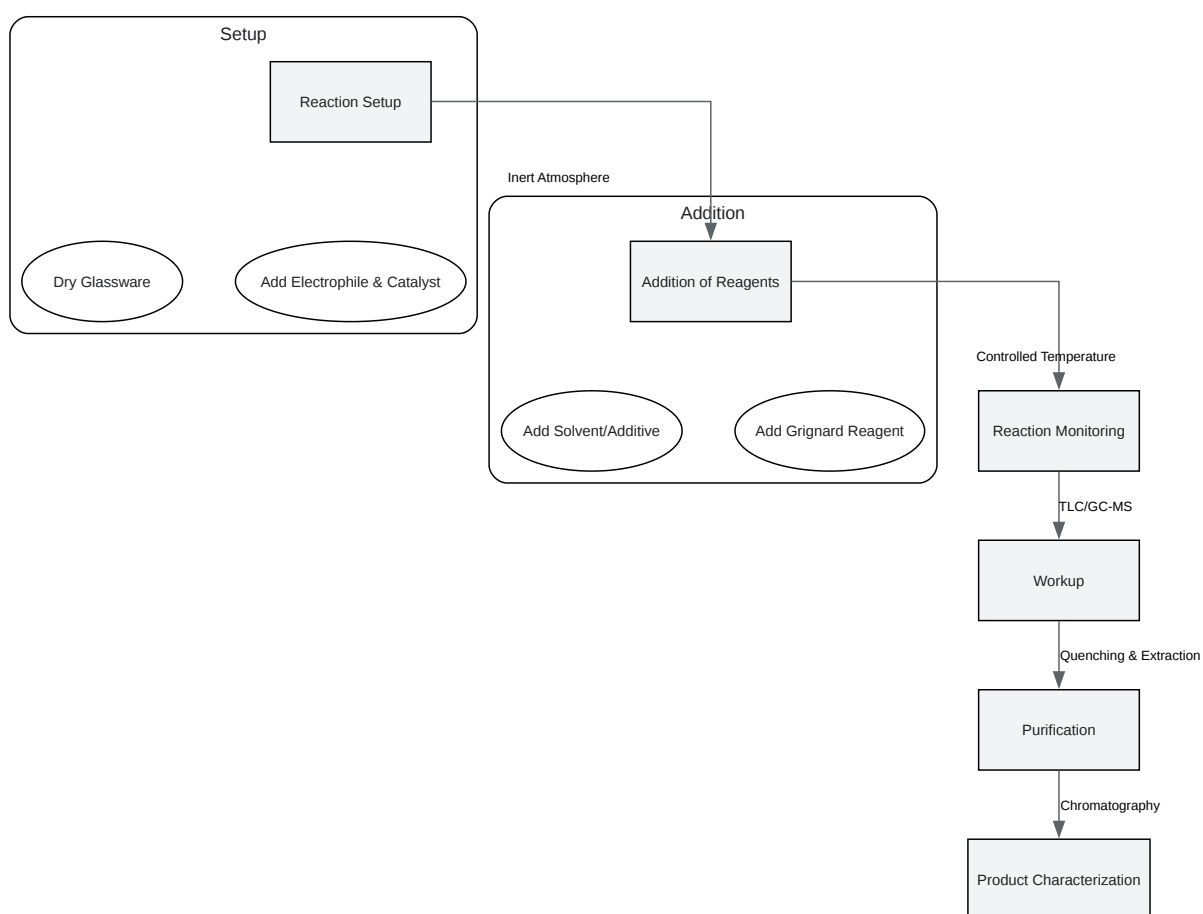 Setup
Reaction Setup
Inert Atmosphere
Addition
Dry Glassware
Add Electrophile & Catalyst
Addition of Reagents
Controlled Temperature
Add Solvent/Additive
Add Grignard Reagent
Reaction Monitoring
TLC/GC-MS
Workup
Quenching & Extraction
Purification
Chromatography
Product Characterization